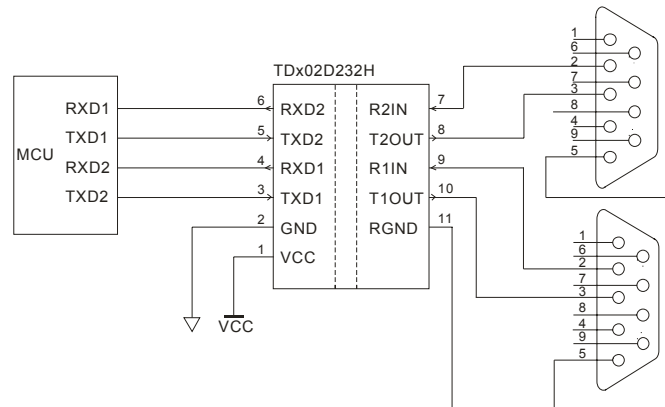 TDx02D232H
MCU
RXD1
TXD1
RXD2
TXD2
6 RXD2 R2IN 7
5 TXD2 T2OUT 8
4 RXD1 R1IN 9
3 TXD1 T1OUT 10
2 GND RGND 11
1 VCC
VCC
1
6
2
7
3
8
4
9
5
1
6
2
7
3
8
4
9
5